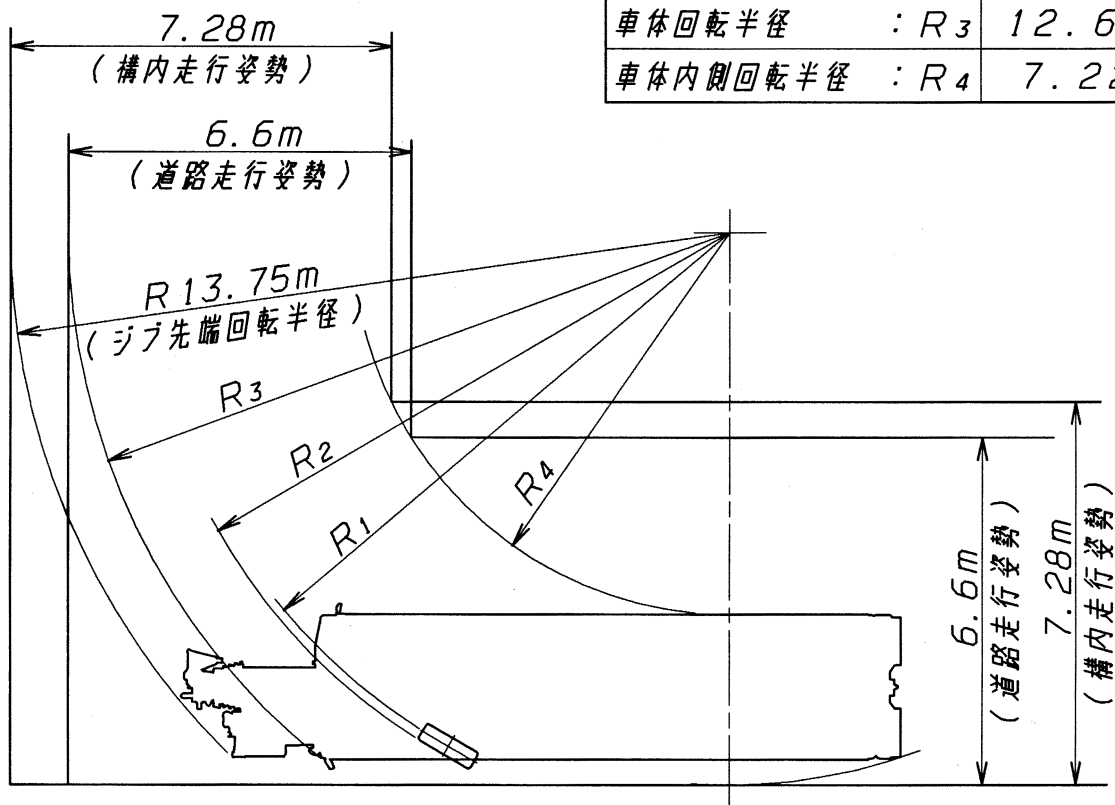 車体回転半径 : R3 12.6
車体内側回転半径 : R4 7.22
7.28m
(構内走行姿勢)
6.6m
(道路走行姿勢)
R13.75m
(ジブ先端回転半径)
R3
R2
R1
R4
6.6m
(道路走行姿勢)
7.28m
(構内走行姿勢)